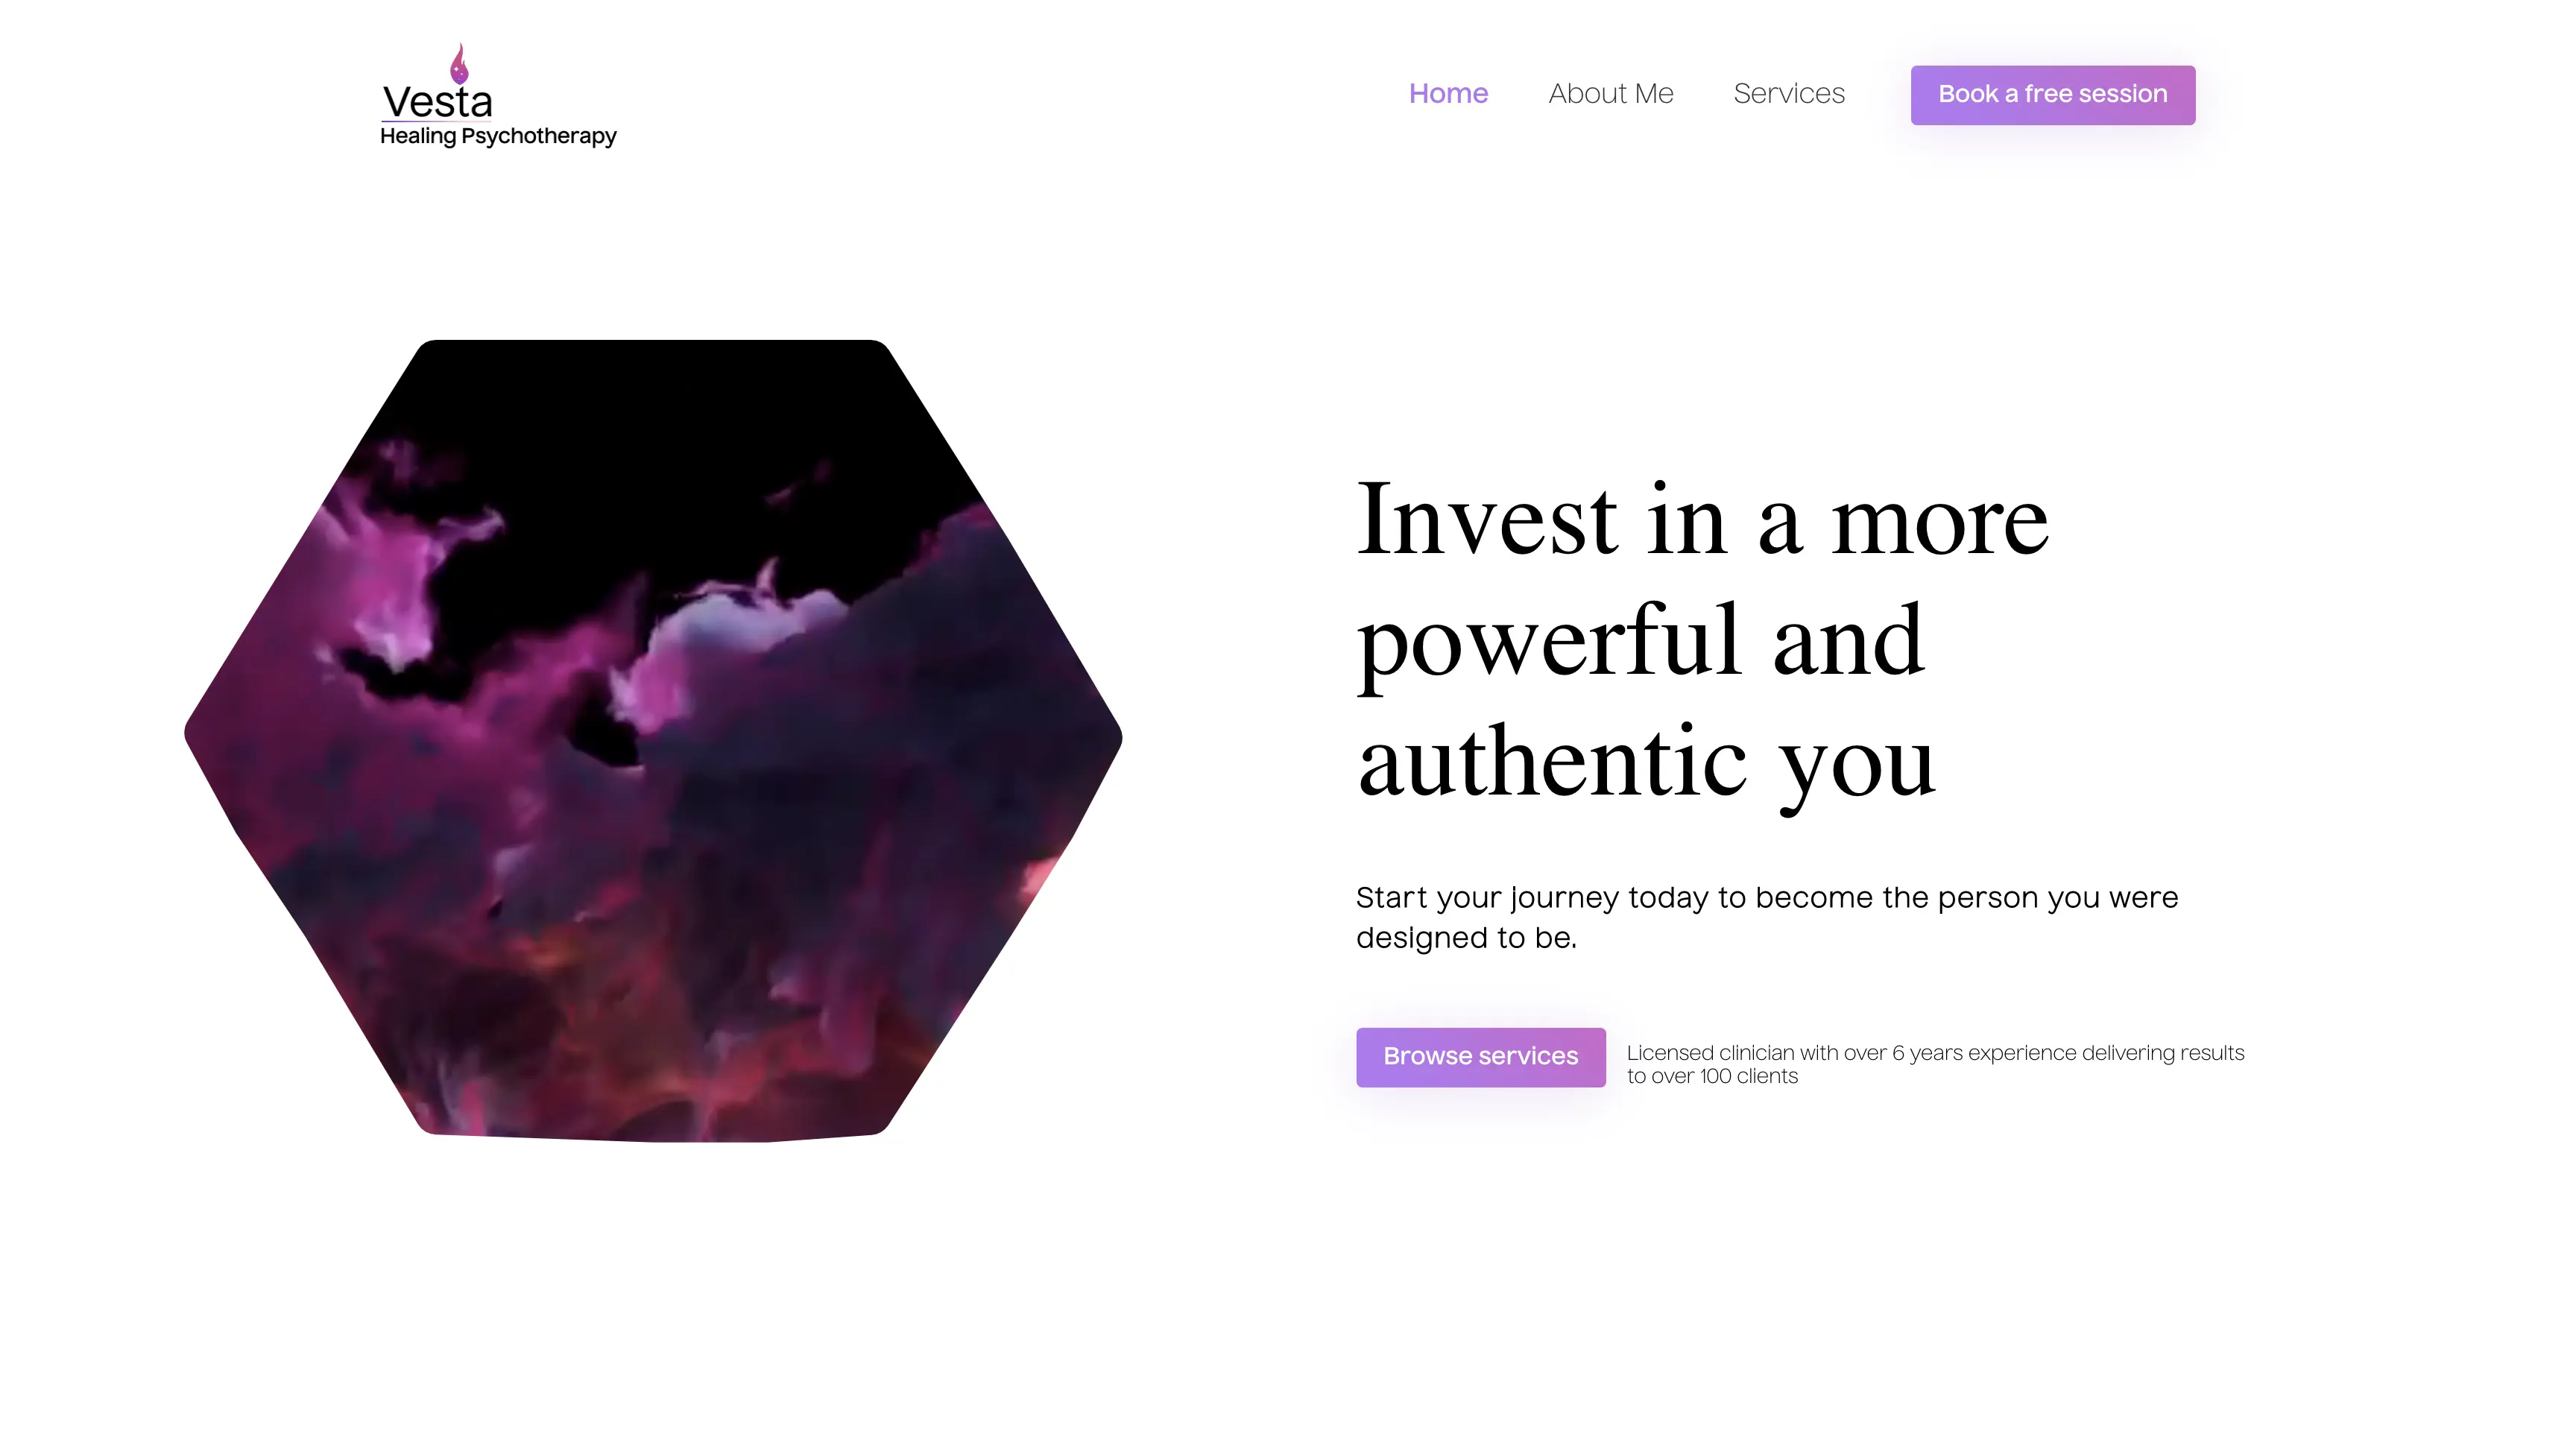 Vesta
Healing Psychotherapy
Home
About Me
Services
Book a free session
Invest in a more
powerful and
authentic you
Start your journey today to become the person you were
designed to be.
Browse services
Licensed clinician with over 6 years experience delivering results
to over 100 clients